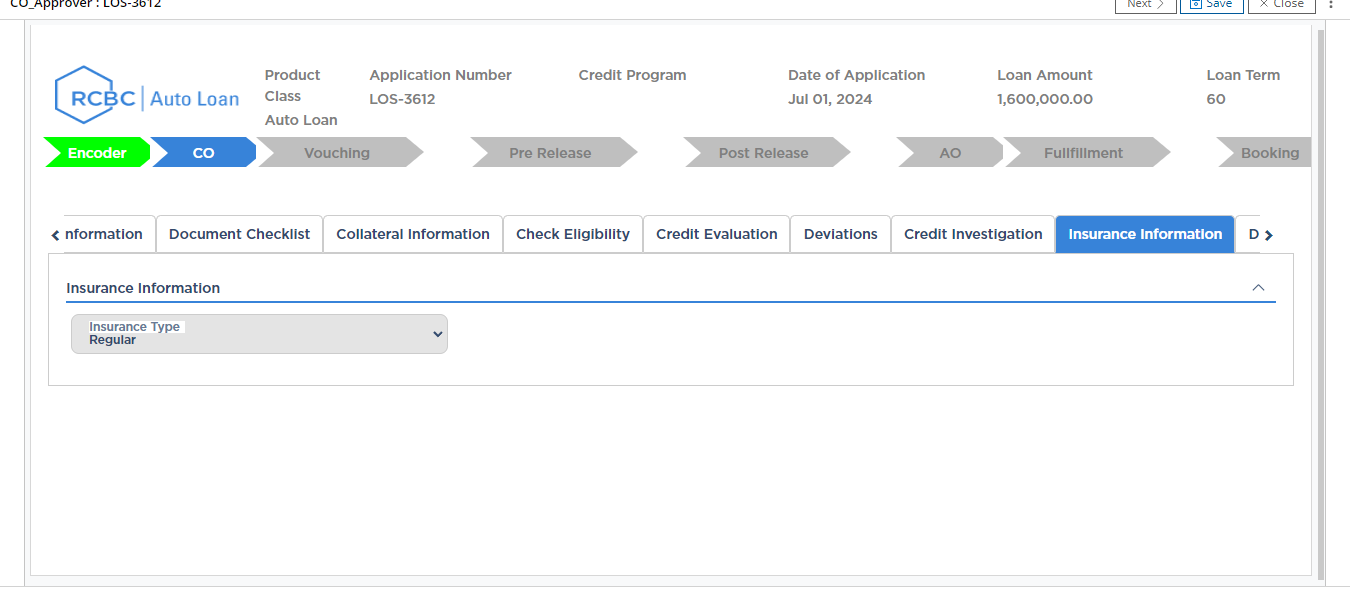 CO_Approver : LOS-3612
Next Save Close
Product Class
Auto Loan
Application Number
LOS-3612
Credit Program
Date of Application
Jul 01, 2024
Loan Amount
1,600,000.00
Loan Term
60
RCBC Auto Loan
Encoder CO Vouching Pre Release Post Release AO Fullfillment Booking
nformation Document Checklist Collateral Information Check Eligibility Credit Evaluation Deviations Credit Investigation Insurance Information D
Insurance Information
Insurance Type
Regular